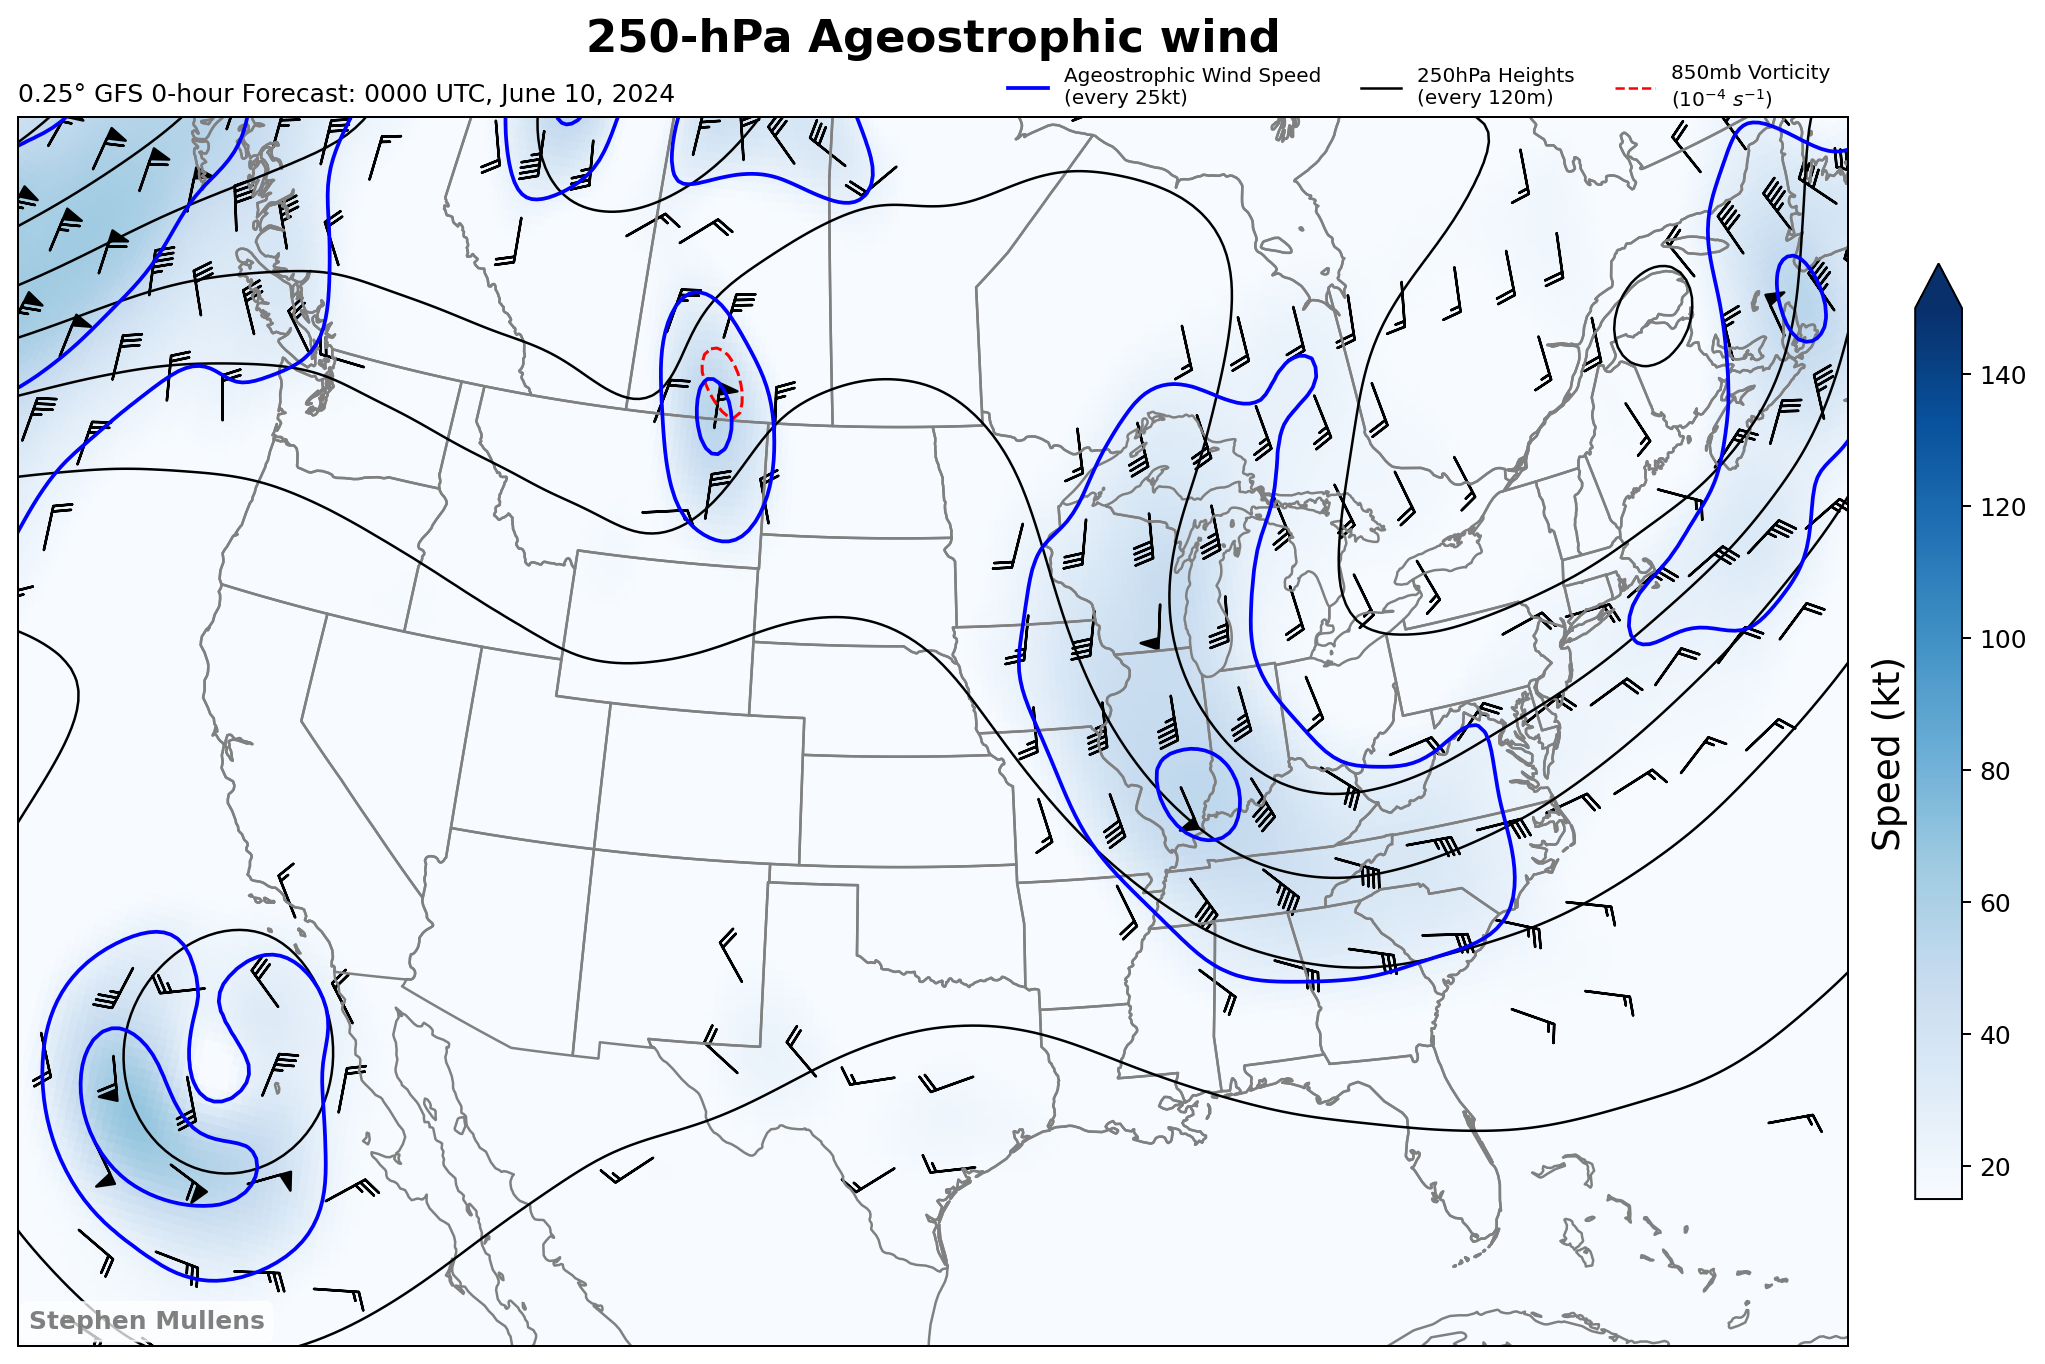 250-hPa Ageostrophic wind
0.25° GFS 0-hour Forecast: 0000 UTC, June 10, 2024
Ageostrophic Wind Speed
(every 25kt)
250hPa Heights
(every 120m)
850mb Vorticity
(10⁻⁴ s⁻¹)
140
120
100
80
60
40
20
Speed (kt)
Stephen Mullens